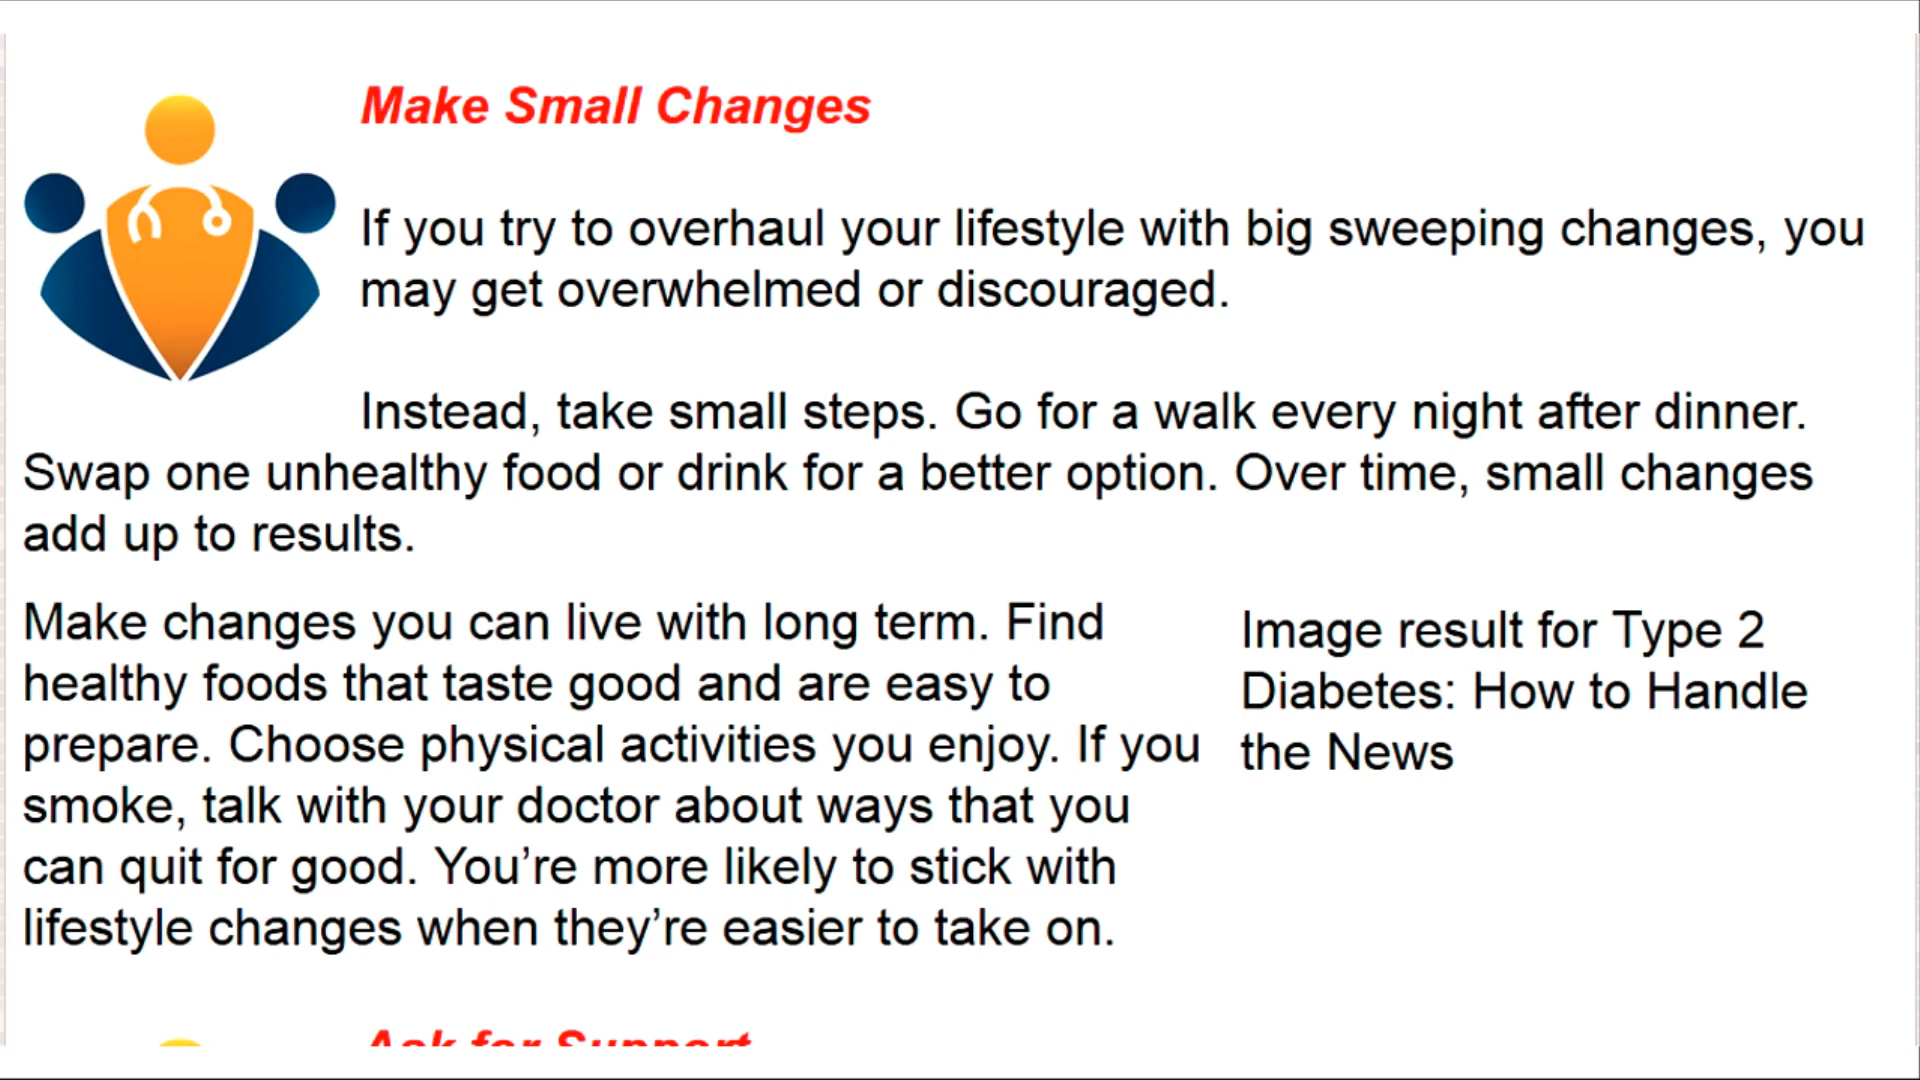 Make Small Changes
If you try to overhaul your lifestyle with big sweeping changes, you
may get overwhelmed or discouraged.
Instead, take small steps. Go for a walk every night after dinner.
Swap one unhealthy food or drink for a better option. Over time, small changes
add up to results.
Make changes you can live with long term. Find
healthy foods that taste good and are easy to
prepare. Choose physical activities you enjoy. If you
smoke, talk with your doctor about ways that you
can quit for good. You’re more likely to stick with
lifestyle changes when they’re easier to take on.
Image result for Type 2
Diabetes: How to Handle
the News
Ask for Support